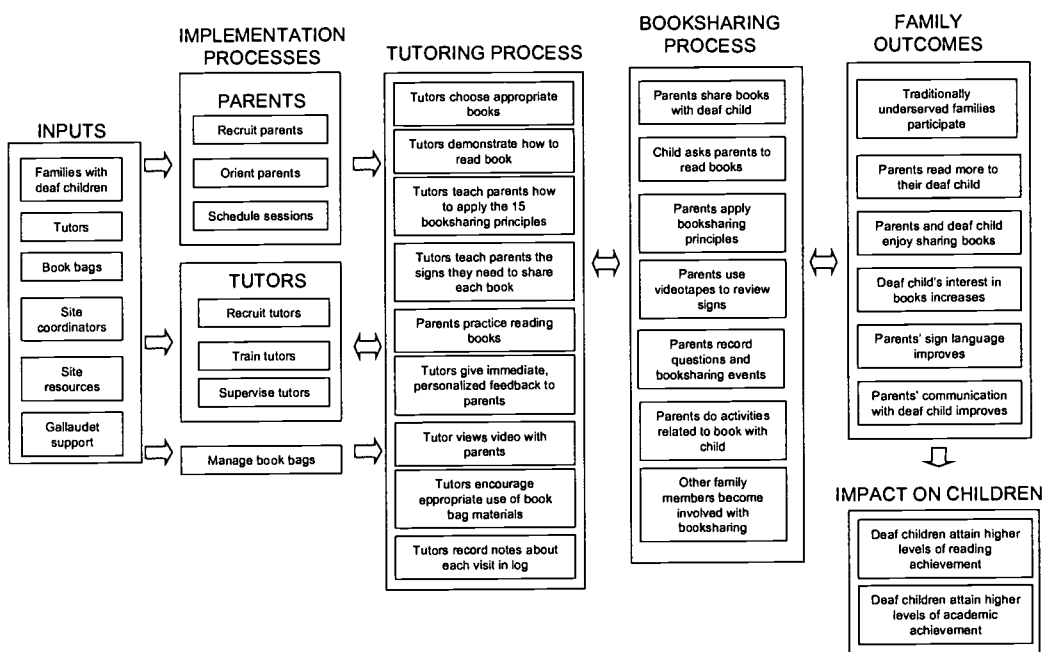 INPUTS
Families with
deaf children
Tutors
Book bags
Site
coordinators
Site
resources
Gallaudet
support
IMPLEMENTATION
PROCESSES
PARENTS
Recruit parents
Orient parents
Schedule sessions
TUTORS
Recruit tutors
Train tutors
Supervise tutors
Manage book bags
TUTORING PROCESS
Tutors choose appropriate
books
Tutors demonstrate how to
read book
Tutors teach parents how
to apply the 15
booksharing principles
Tutors teach parents the
signs they need to share
each book
Parents practice reading
books
Tutors give immediate,
personalized feedback to
parents
Tutor views video with
parents
Tutors encourage
appropriate use of book
bag materials
Tutors record notes about
each visit in log
BOOKSHARING
PROCESS
Parents share books
with deaf child
Child asks parents to
read books
Parents apply
booksharing
principles
Parents use
videotapes to review
signs
Parents record
questions and
booksharing events
Parents do activities
related to book with
child
Other family
members become
involved with
booksharing
FAMILY
OUTCOMES
Traditionally
underserved families
participate
Parents read more to
their deaf child
Parents and deaf child
enjoy sharing books
Deaf child's interest in
books increases
Parents' sign language
improves
Parents' communication
with deaf child improves
IMPACT ON CHILDREN
Deaf children attain higher
levels of reading
achievement
Deaf children attain higher
levels of academic
achievement